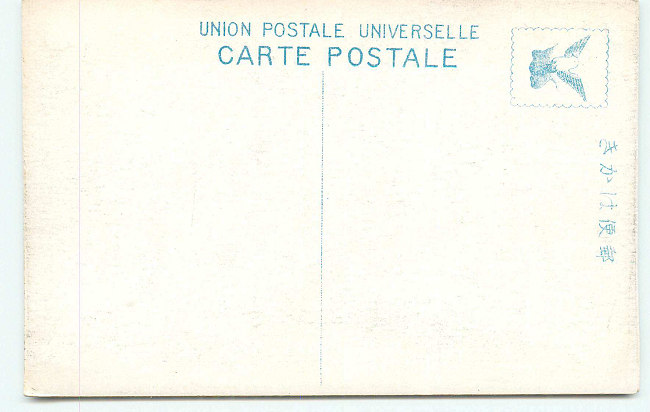 UNION POSTALE UNIVERSELLE
CARTE POSTALE
郵便はかき